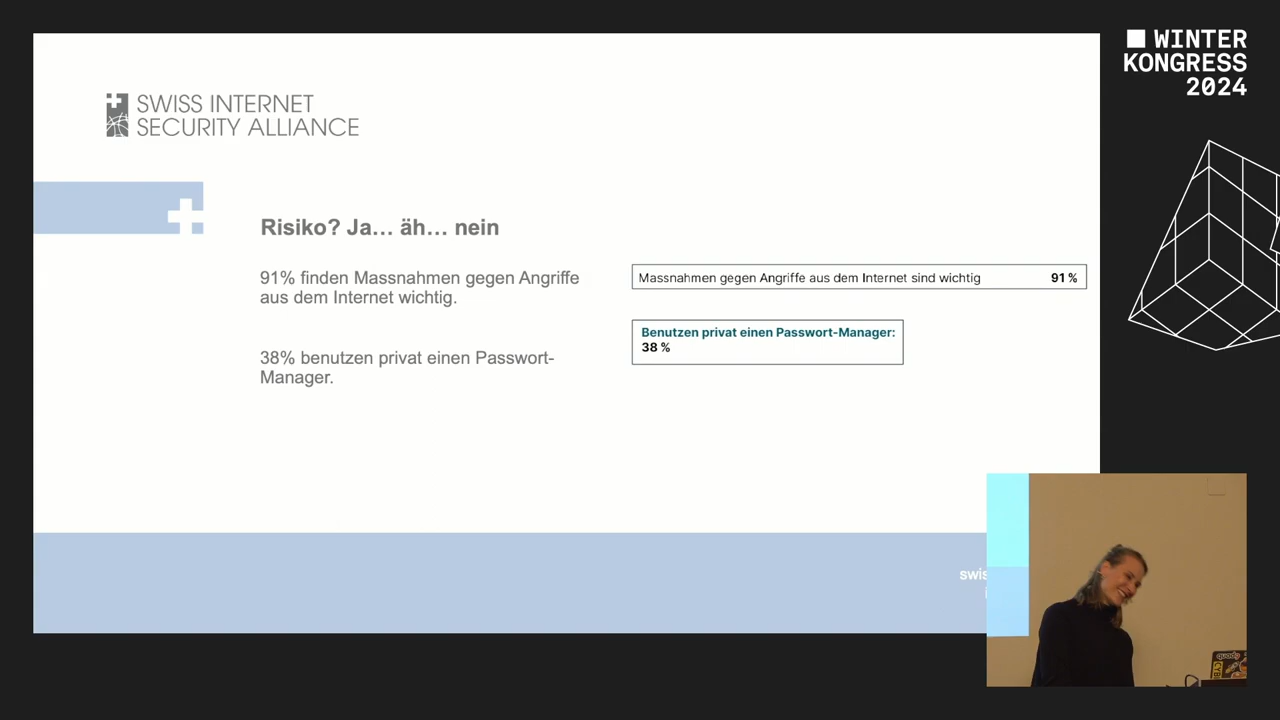 WINTER
KONGRESS
2024
SWISS INTERNET
SECURITY ALLIANCE
Risiko? Ja… äh… nein
91% finden Massnahmen gegen Angriffe
aus dem Internet wichtig.
38% benutzen privat einen Passwort-
Manager.
Massnahmen gegen Angriffe aus dem Internet sind wichtig 91 %
Benutzen privat einen Passwort-Manager:
38 %
swis